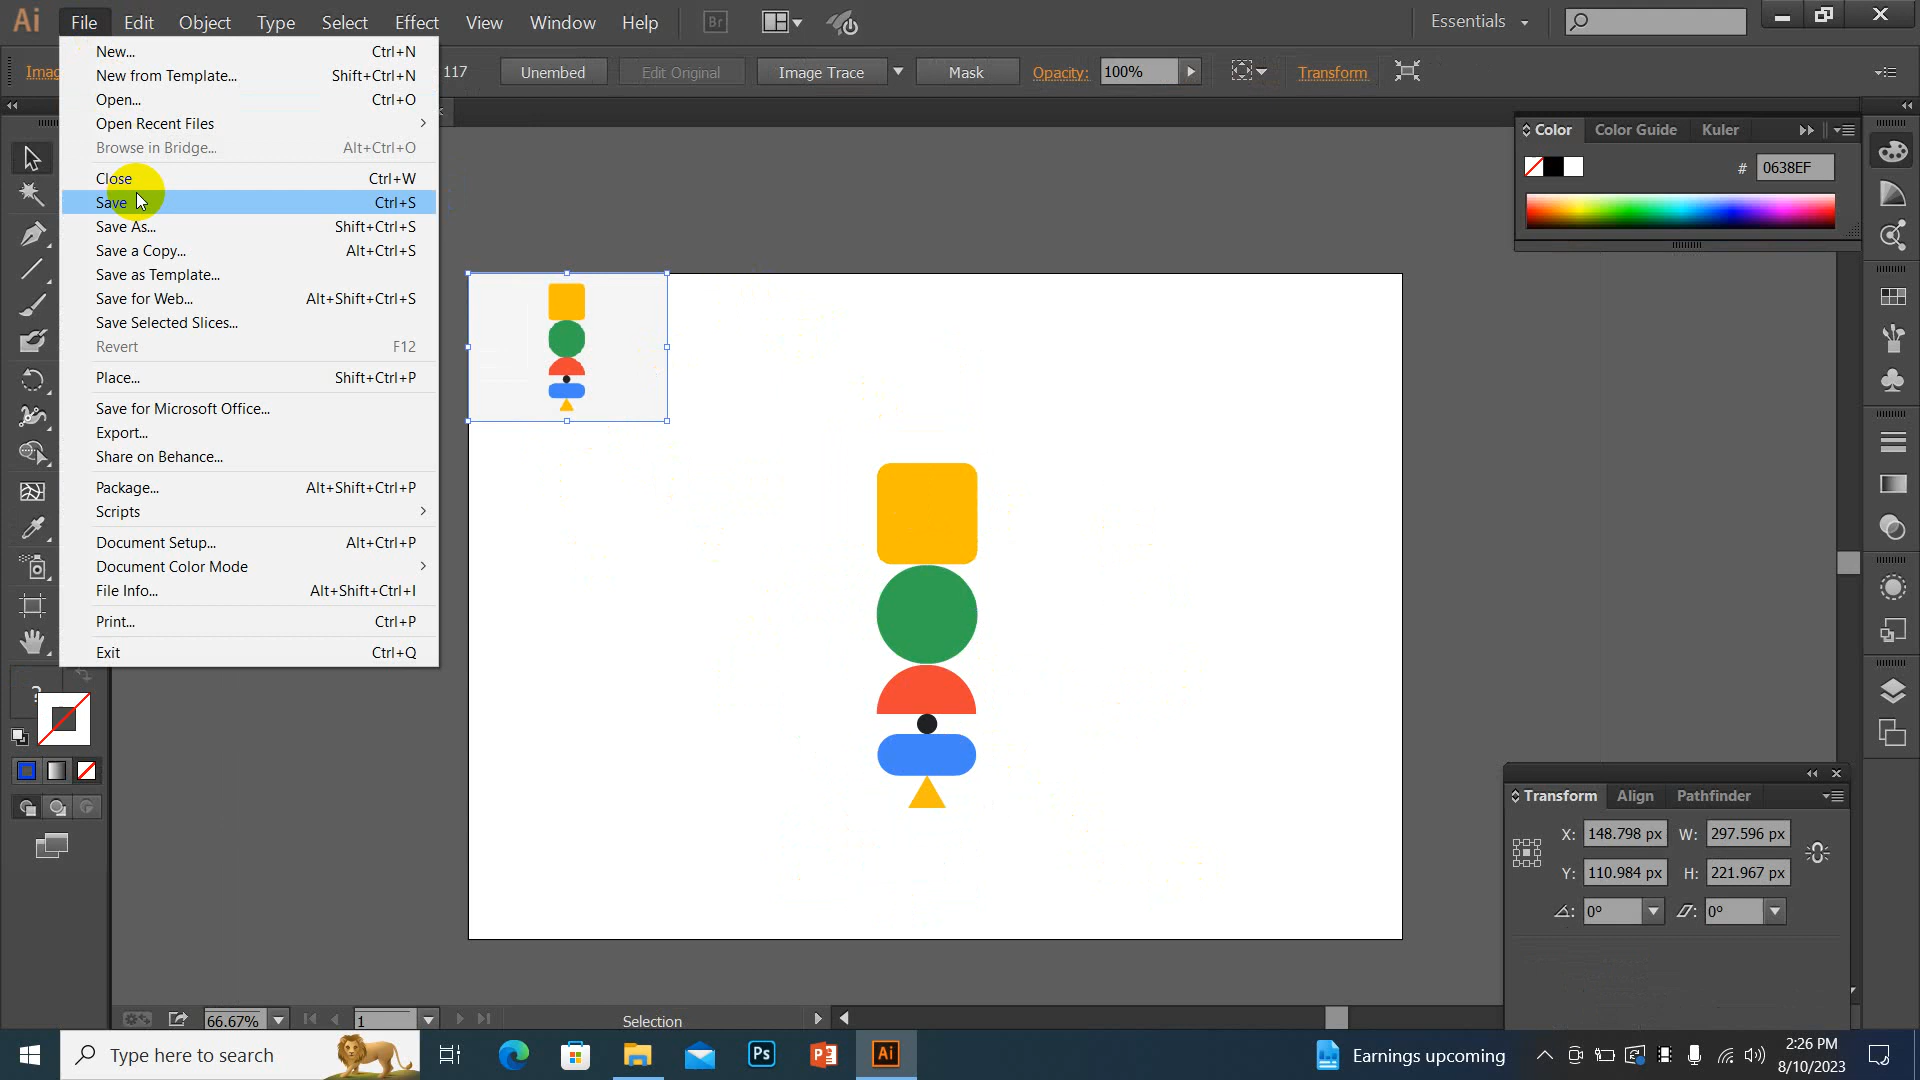 Ai File Edit Object Type Select Effect View Window Help Br Essentials
Imag 117 Unembed Edit Original Image Trace Mask Opacity: 100% Transform
New... Ctrl+N
New from Template... Shift+Ctrl+N
Open... Ctrl+O
Open Recent Files
Browse in Bridge... Alt+Ctrl+O
Close Ctrl+W
Save Ctrl+S
Save As... Shift+Ctrl+S
Save a Copy... Alt+Ctrl+S
Save as Template...
Save for Web... Alt+Shift+Ctrl+S
Save Selected Slices...
Revert F12
Place... Shift+Ctrl+P
Save for Microsoft Office...
Export...
Share on Behance...
Package... Alt+Shift+Ctrl+P
Scripts
Document Setup... Alt+Ctrl+P
Document Color Mode
File Info... Alt+Shift+Ctrl+I
Print... Ctrl+P
Exit Ctrl+Q
Color Color Guide Kuler
# 0638EF
?
Transform Align Pathfinder
X: 148.798 px W: 297.596 px
Y: 110.984 px H: 221.967 px
0° 0°
66.67% 1 Selection
Type here to search Ps Ai Earnings upcoming 2:26 PM
8/10/2023